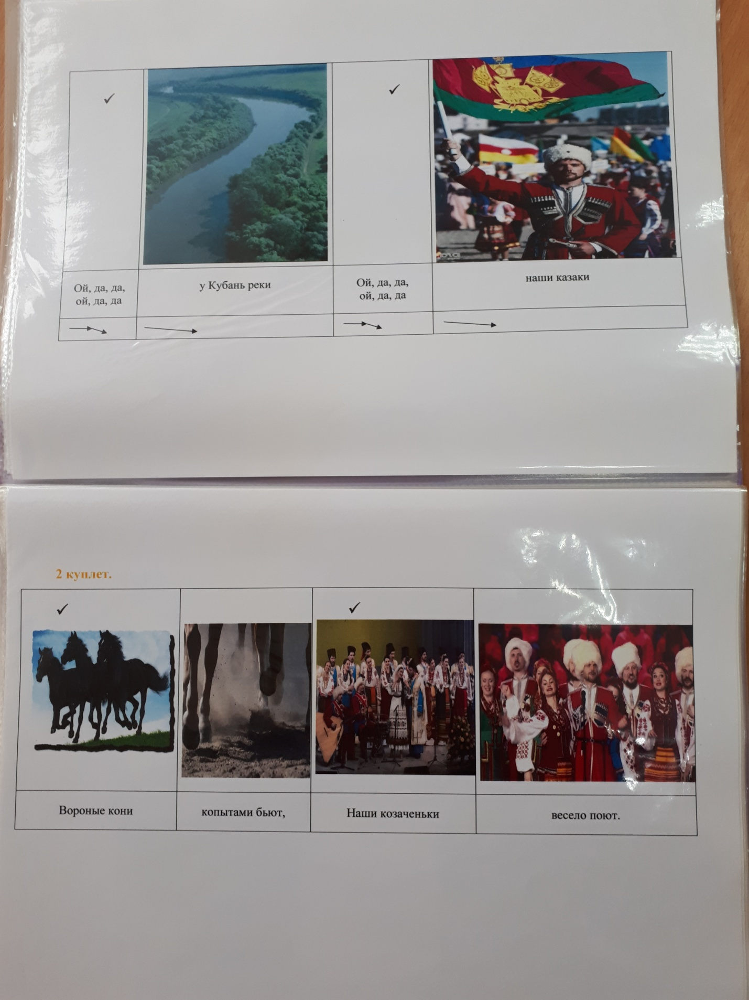 Ой, да, да,
ой, да, да
у Кубань реки
Ой, да, да,
ой, да, да
наши казаки
2 куплет.
Вороные кони
копытами бьют,
Наши козаченьки
весело поют.